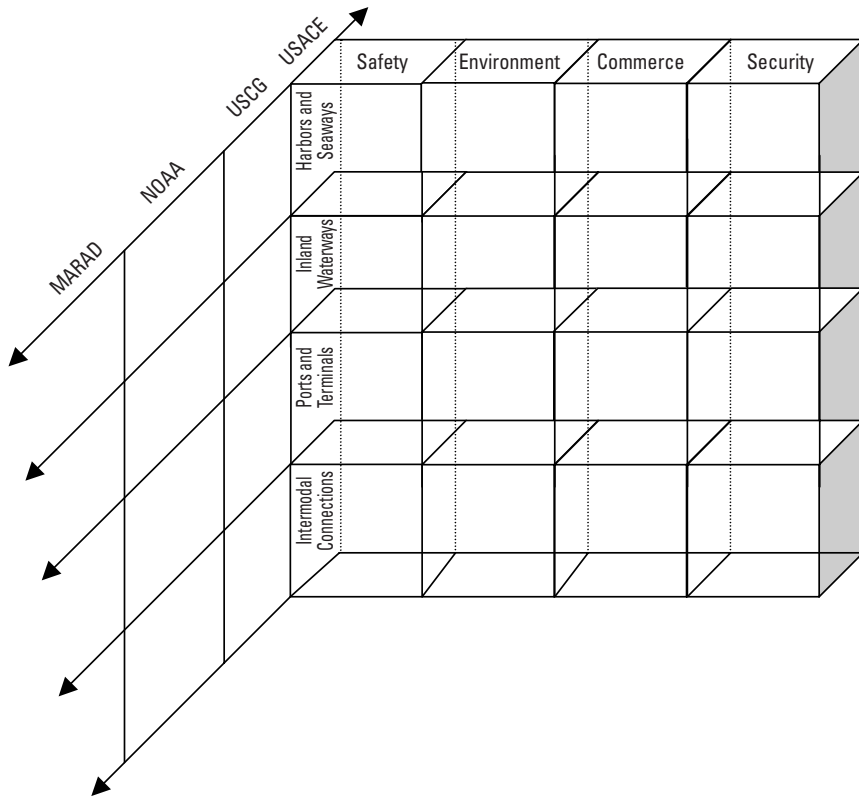 USACE
USCG
NOAA
MARAD
Safety
Environment
Commerce
Security
Harbors and
Seaways
Inland
Waterways
Ports and
Terminals
Intermodal
Connections